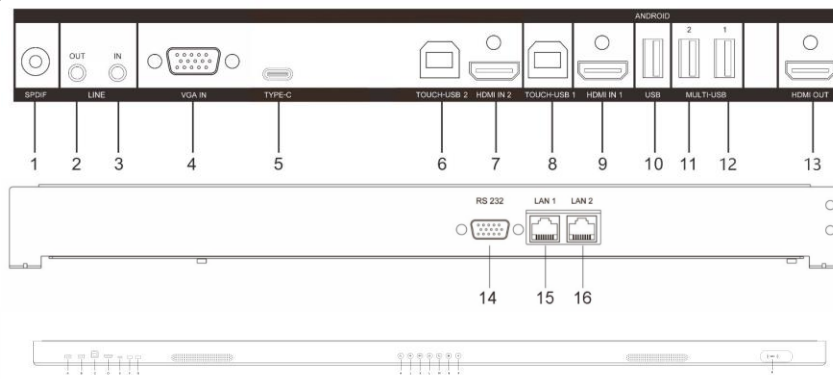 ANDROID
OUT IN 2 1
SPDIF LINE VGA IN TYPE-C TOUCH-USB 2 HDMI IN 2 TOUCH-USB 1 HDMI IN 1 USB MULTI-USB HDMI OUT
1 2 3 4 5 6 7 8 9 10 11 12 13
RS 232 LAN 1 LAN 2
14 15 16